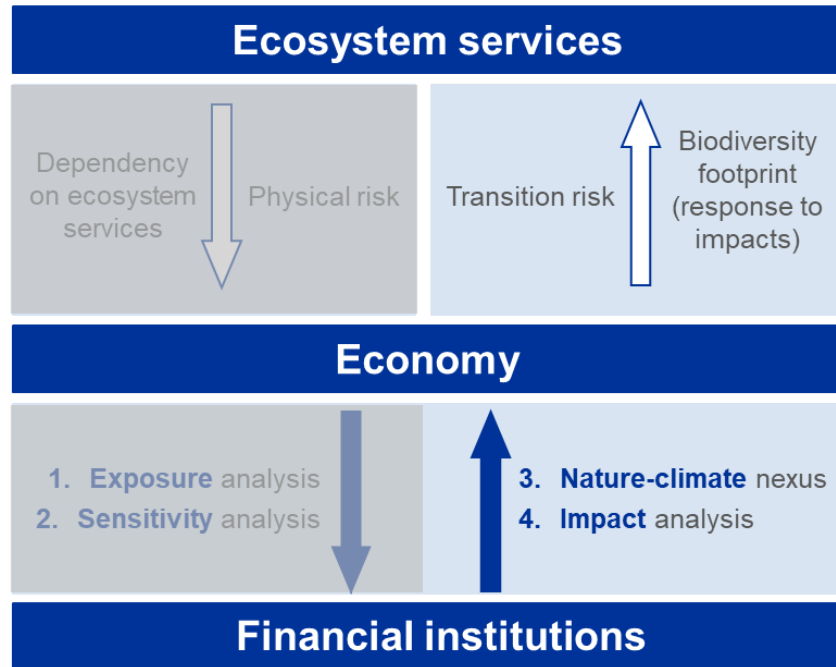 Ecosystem services
Dependency
on ecosystem
services
Physical risk
Transition risk
Biodiversity
footprint
(response to
impacts)
Economy
1. Exposure analysis
2. Sensitivity analysis
3. Nature-climate nexus
4. Impact analysis
Financial institutions